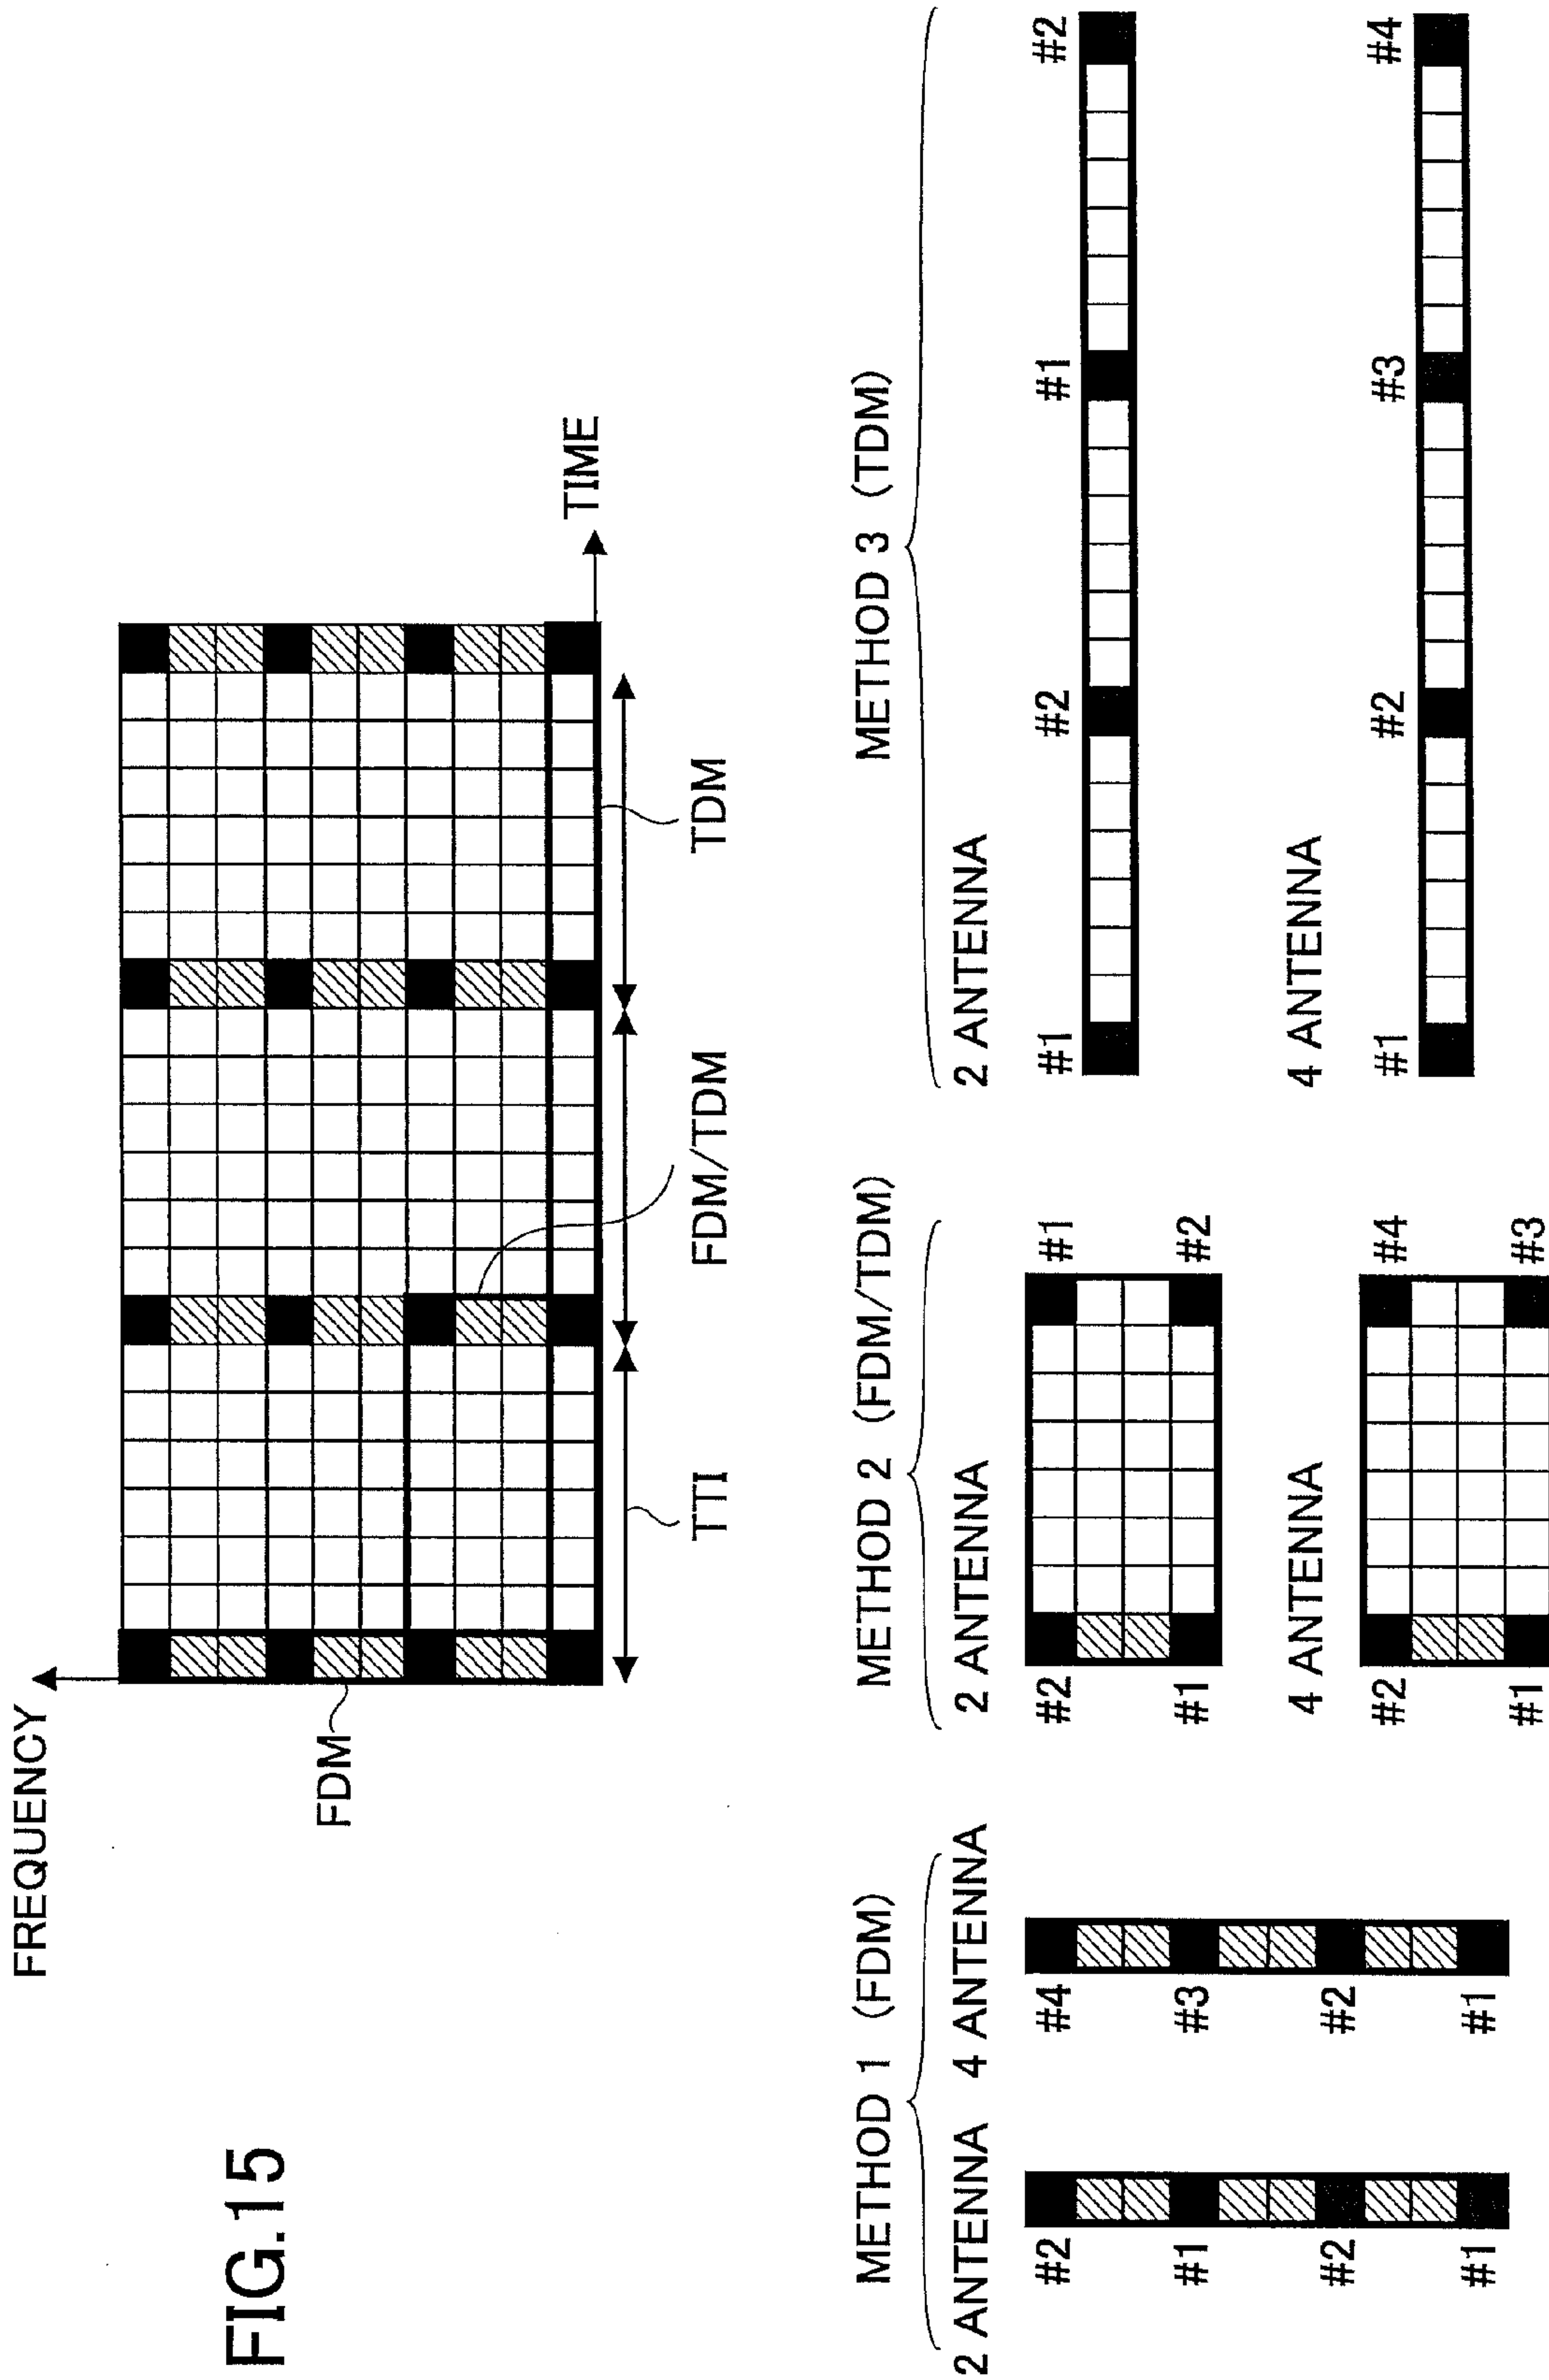 FIG.15
FREQUENCY
FDM
TIME
TTI
FDM/TDM
TDM
METHOD 1 (FDM)
2 ANTENNA 4 ANTENNA
#2
#1
#2
#1
#4
#3
#2
#1
METHOD 2 (FDM/TDM)
2 ANTENNA
#2 #1
#1 #2
4 ANTENNA
#2 #4
#1 #3
METHOD 3 (TDM)
2 ANTENNA
#1 #2 #1 #2
4 ANTENNA
#1 #2 #3 #4